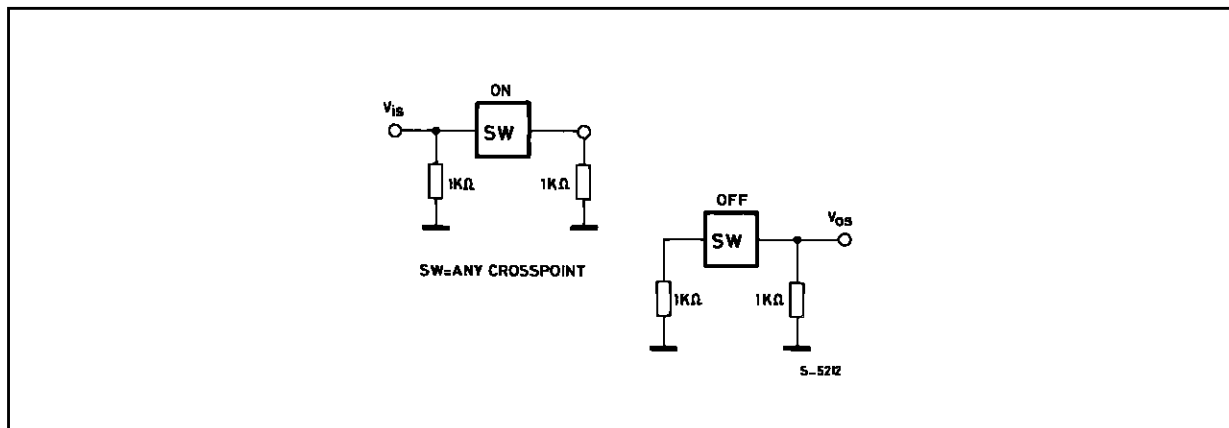 ON
Vis
SW
1KΩ
1KΩ
SW=ANY CROSSPOINT
OFF
SW
Vos
1KΩ
1KΩ
S-5212